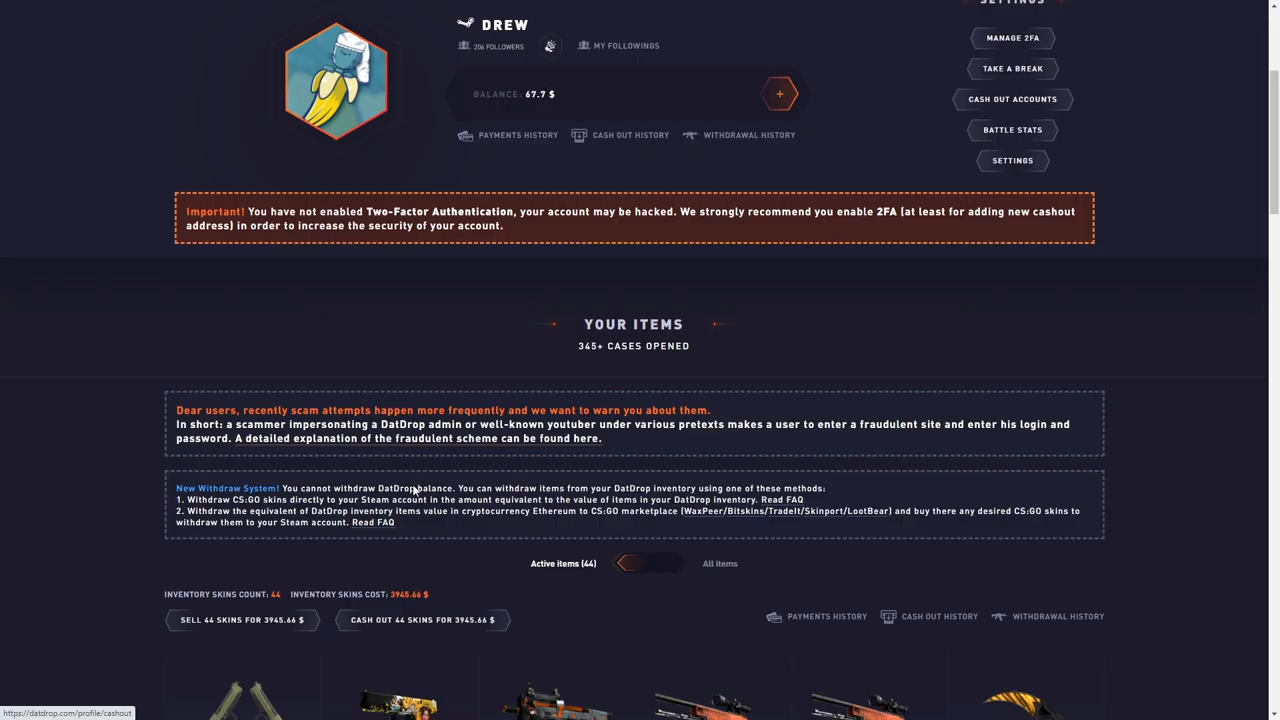 SETTINGS
DREW
206 FOLLOWERS
MY FOLLOWINGS
BALANCE: 67.7 $
+
PAYMENTS HISTORY
CASH OUT HISTORY
WITHDRAWAL HISTORY
MANAGE 2FA
TAKE A BREAK
CASH OUT ACCOUNTS
BATTLE STATS
SETTINGS
Important! You have not enabled Two-Factor Authentication, your account may be hacked. We strongly recommend you enable 2FA (at least for adding new cashout
address) in order to increase the security of your account.
YOUR ITEMS
345+ CASES OPENED
Dear users, recently scam attempts happen more frequently and we want to warn you about them.
In short: a scammer impersonating a DatDrop admin or well-known youtuber under various pretexts makes a user to enter a fraudulent site and enter his login and
password. A detailed explanation of the fraudulent scheme can be found here.
New Withdraw System! You cannot withdraw DatDrop balance. You can withdraw items from your DatDrop inventory using one of these methods:
1. Withdraw CS:GO skins directly to your Steam account in the amount equivalent to the value of items in your DatDrop inventory. Read FAQ
2. Withdraw the equivalent of DatDrop inventory items value in cryptocurrency Ethereum to CS:GO marketplace (WaxPeer/Bitskins/TradeIt/Skinport/LootBear) and buy there any desired CS:GO skins to
withdraw them to your Steam account. Read FAQ
Active items (44)
All items
INVENTORY SKINS COUNT: 44 INVENTORY SKINS COST: 3945.66 $
SELL 44 SKINS FOR 3945.66 $
CASH OUT 44 SKINS FOR 3945.66 $
PAYMENTS HISTORY
CASH OUT HISTORY
WITHDRAWAL HISTORY
https://datdrop.com/profile/cashout